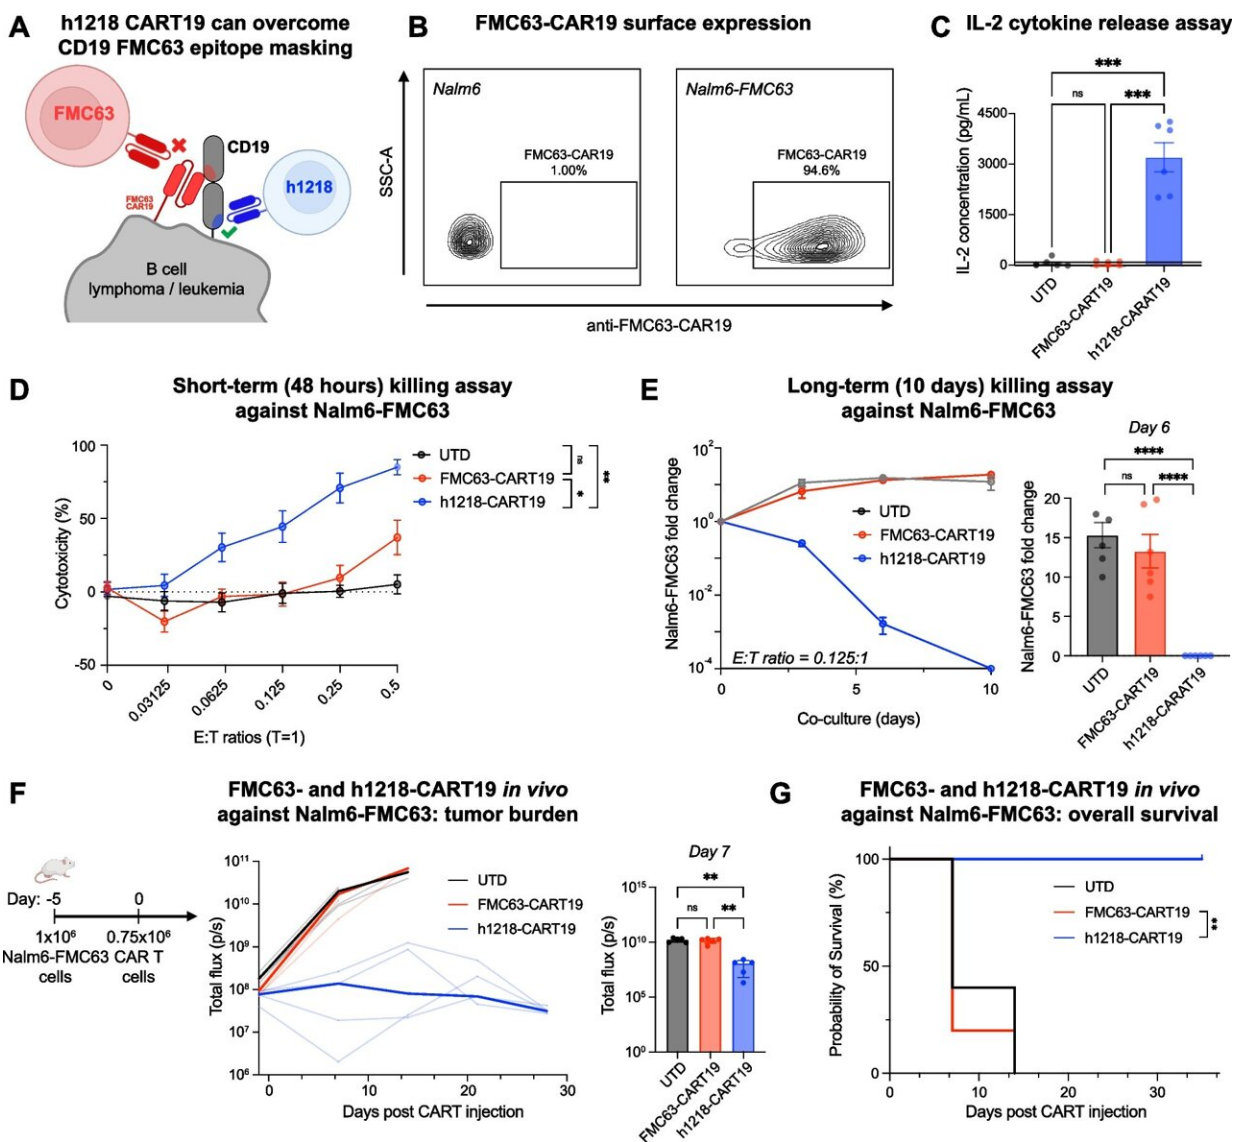 A
h1218 CART19 can overcome
CD19 FMC63 epitope masking
FMC63
CD19
h1218
FMC63
CAR19
B cell
lymphoma / leukemia
B
FMC63-CAR19 surface expression
Nalm6
FMC63-CAR19
1.00%
Nalm6-FMC63
FMC63-CAR19
94.6%
SSC-A
anti-FMC63-CAR19
C
IL-2 cytokine release assay
***
ns
***
IL-2 concentration (pg/mL)
4500
3000
1500
0
UTD
FMC63-CART19
h1218-CARAT19
D
Short-term (48 hours) killing assay
against Nalm6-FMC63
Cytotoxicity (%)
100
50
0
-50
0
0.03125
0.0625
0.125
0.25
0.5
E:T ratios (T=1)
UTD
FMC63-CART19
h1218-CART19
ns
*
**
E
Long-term (10 days) killing assay
against Nalm6-FMC63
Nalm6-FMC63 fold change
10²
10⁰
10⁻²
10⁻⁴
UTD
FMC63-CART19
h1218-CART19
E:T ratio = 0.125:1
0
5
10
Co-culture (days)
Day 6
****
ns
****
Nalm6-FMC63 fold change
20
15
10
5
0
UTD
FMC63-CART19
h1218-CARAT19
F
FMC63- and h1218-CART19 in vivo
against Nalm6-FMC63: tumor burden
Day: -5
0
1x10⁶
0.75x10⁶
Nalm6-FMC63
CAR T
cells
cells
Total flux (p/s)
10¹¹
10¹⁰
10⁹
10⁸
10⁷
10⁶
UTD
FMC63-CART19
h1218-CART19
0
10
20
30
Days post CART injection
Day 7
**
ns
**
Total flux (p/s)
10¹⁵
10¹⁰
10⁵
10⁰
UTD
FMC63-CART19
h1218-CART19
G
FMC63- and h1218-CART19 in vivo
against Nalm6-FMC63: overall survival
Probability of Survival (%)
100
50
0
UTD
FMC63-CART19
h1218-CART19
**
0
10
20
30
Days post CART injection